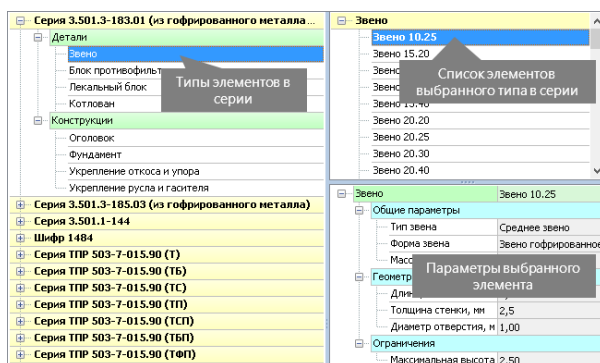 Серия 3.501.3-183.01 (из гофрированного металла...
Детали
Звено
Блок противофильт
Лекальный блок
Котлован
Конструкции
Оголовок
Фундамент
Укрепление откоса и упора
Укрепление русла и гасителя
Серия 3.501.3-185.03 (из гофрированного металла)
Серия 3.501.1-144
Шифр 1484
Серия ТПР 503-7-015.90 (Т)
Серия ТПР 503-7-015.90 (ТБ)
Серия ТПР 503-7-015.90 (ТС)
Серия ТПР 503-7-015.90 (ТП)
Серия ТПР 503-7-015.90 (ТСП)
Серия ТПР 503-7-015.90 (ТБП)
Серия ТПР 503-7-015.90 (ТФП)
Типы элементов в
серии
Звено
Звено 10.25
Звено 15.20
Звено
Звено
Звено 20.20
Звено 20.25
Звено 20.30
Звено 20.40
Список элементов
выбранного типа в серии
Звено Звено 10.25
Общие параметры
Тип звена Среднее звено
Форма звена Звено гофрированное
Масс
Геометр
Длин
Толщина стенки, мм 2,5
Диаметр отверстия, м 1,00
Ограничения
Максимальная высота 2,50
Параметры выбранного
элемента